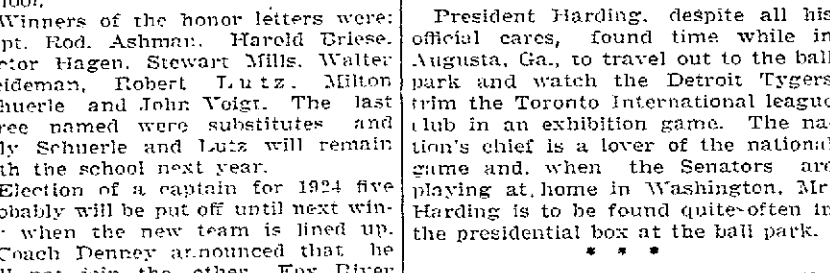 Winners of the honor letters were:
pt. Rod. Ashman. Harold Briese.
tor Hagen. Stewart Mills. Walter
eideman, Robert Lutz. Milton
huerle and John Voigt. The last
ree named were substitutes and
ly Schuerle and Lutz will remain
th the school next year.
Election of a captain for 1924 five
obably will be put off until next win-
when the new team is lined up.
Coach Denney announced that he
the other Fox River
President Harding. despite all his
official cares, found time while in
Augusta, Ga., to travel out to the ball
park and watch the Detroit Tygers
trim the Toronto International league
club in an exhibition game. The na-
tion's chief is a lover of the national
game and. when the Senators are
playing at home in Washington, Mr
Harding is to be found quite often in
the presidential box at the ball park.
* * *